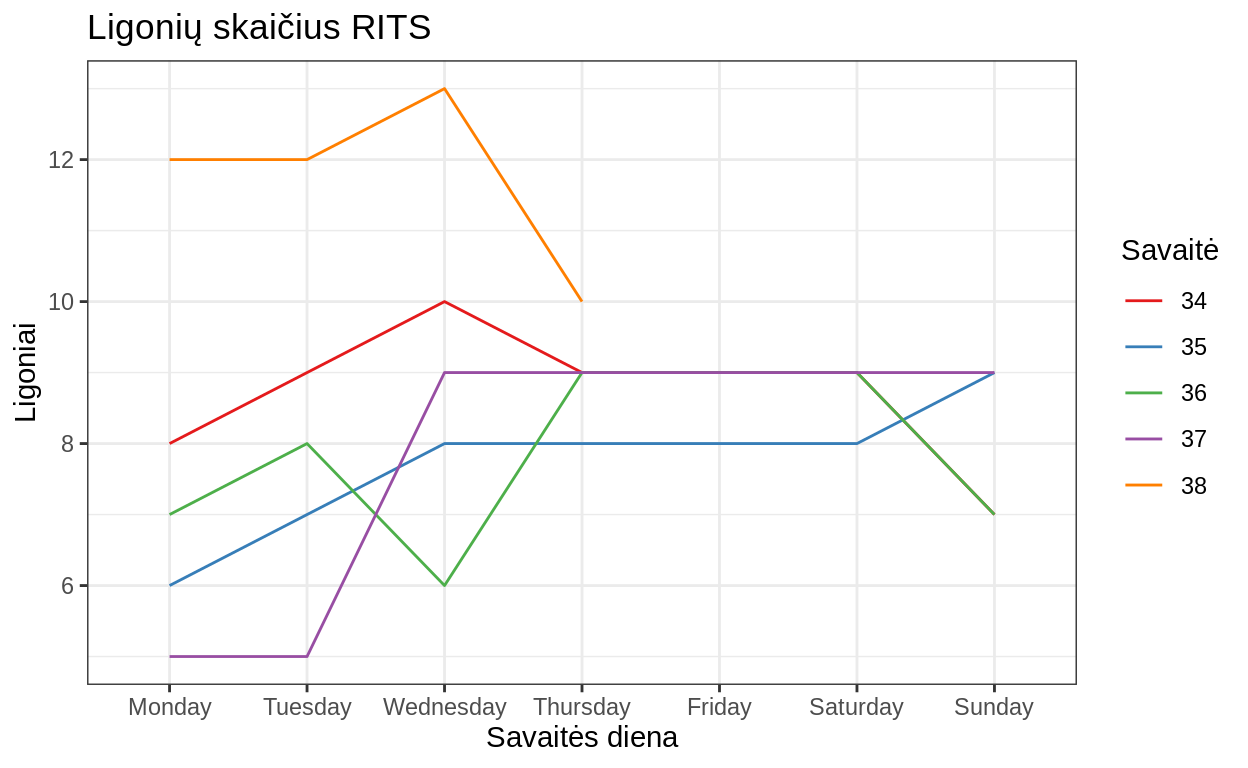 Ligonių skaičius RITS
Ligoniai
12
10
8
6
Monday Tuesday Wednesday Thursday Friday Saturday Sunday
Savaitės diena
Savaitė
34
35
36
37
38